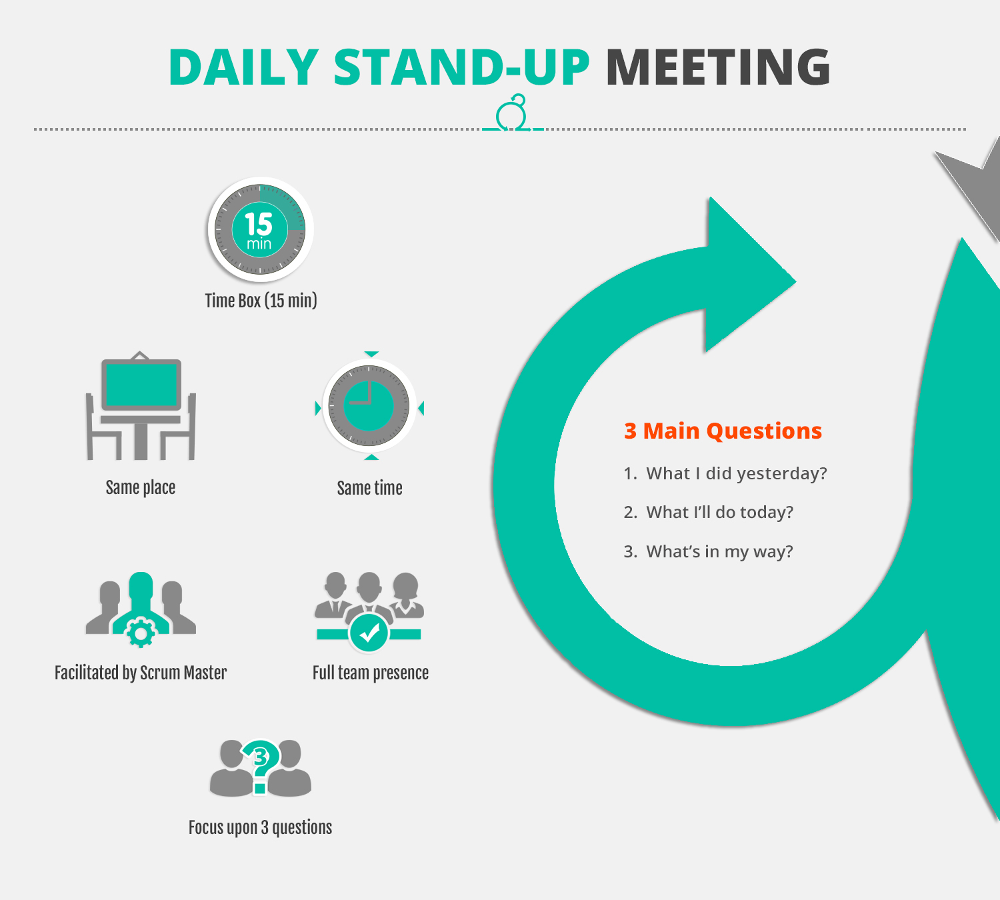 DAILY STAND-UP MEETING
15
min
Time Box (15 min)
Same place
Same time
Facilitated by Scrum Master
Full team presence
3
Focus upon 3 questions
3 Main Questions
1. What I did yesterday?
2. What I’ll do today?
3. What’s in my way?